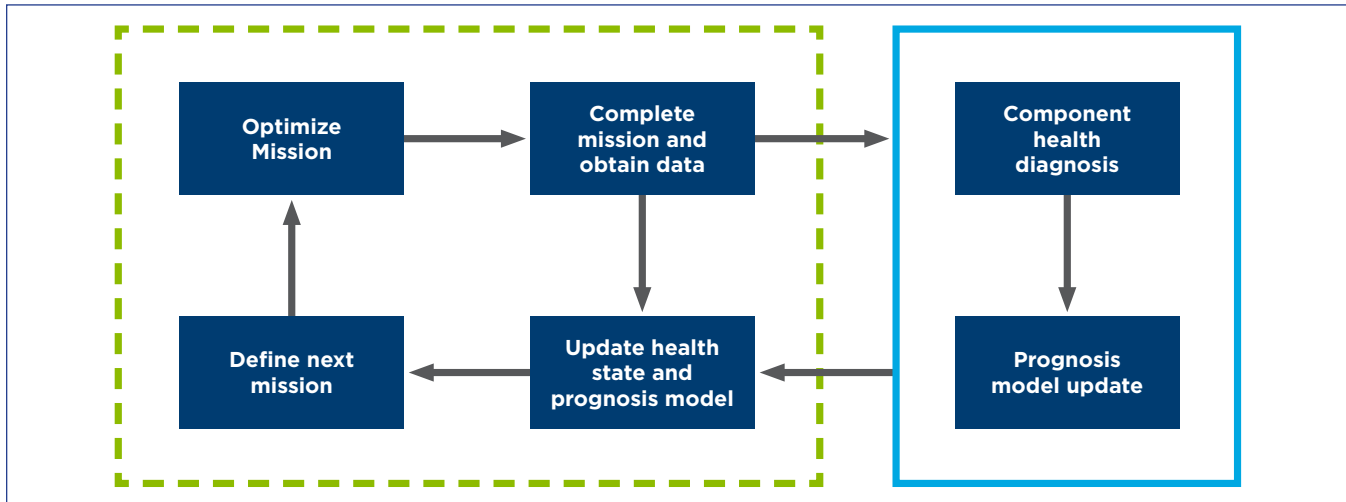 Optimize
Mission
Complete
mission and
obtain data
Component
health
diagnosis
Define next
mission
Update health
state and
prognosis model
Prognosis
model update